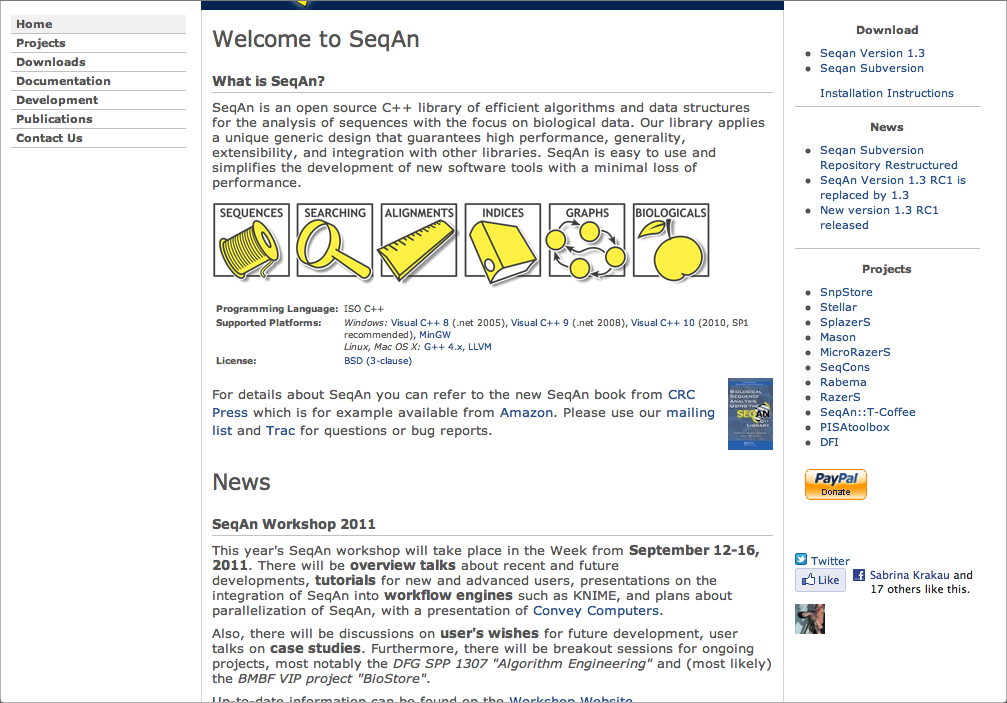 Home
Projects
Downloads
Documentation
Development
Publications
Contact Us
Welcome to SeqAn
What is SeqAn?
SeqAn is an open source C++ library of efficient algorithms and data structures
for the analysis of sequences with the focus on biological data. Our library applies
a unique generic design that guarantees high performance, generality,
extensibility, and integration with other libraries. SeqAn is easy to use and
simplifies the development of new software tools with a minimal loss of
performance.
SEQUENCES SEARCHING ALIGNMENTS INDICES GRAPHS BIOLOGICALS
Programming Language: ISO C++
Supported Platforms: Windows: Visual C++ 8 (.net 2005), Visual C++ 9 (.net 2008), Visual C++ 10 (2010, SP1
recommended), MinGW
Linux, Mac OS X: G++ 4.x, LLVM
License: BSD (3-clause)
For details about SeqAn you can refer to the new SeqAn book from CRC
Press which is for example available from Amazon. Please use our mailing
list and Trac for questions or bug reports.
BIOLOGICAL
SEQUENCE
ANALYSIS
USING THE
SEQAN
C++
LIBRARY
News
SeqAn Workshop 2011
This year's SeqAn workshop will take place in the Week from September 12-16,
2011. There will be overview talks about recent and future
developments, tutorials for new and advanced users, presentations on the
integration of SeqAn into workflow engines such as KNIME, and plans about
parallelization of SeqAn, with a presentation of Convey Computers.
Also, there will be discussions on user's wishes for future development, user
talks on case studies. Furthermore, there will be breakout sessions for ongoing
projects, most notably the DFG SPP 1307 "Algorithm Engineering" and (most likely)
the BMBF VIP project "BioStore".
Up-to-date information can be found on the Workshop Website.
Download
Seqan Version 1.3
Seqan Subversion
Installation Instructions
News
Seqan Subversion
Repository Restructured
SeqAn Version 1.3 RC1 is
replaced by 1.3
New version 1.3 RC1
released
Projects
SnpStore
Stellar
SplazerS
Mason
MicroRazerS
SeqCons
Rabema
RazerS
SeqAn::T-Coffee
PISAtoolbox
DFI
PayPal
Donate
Twitter
Like
Sabrina Krakau and
17 others like this.